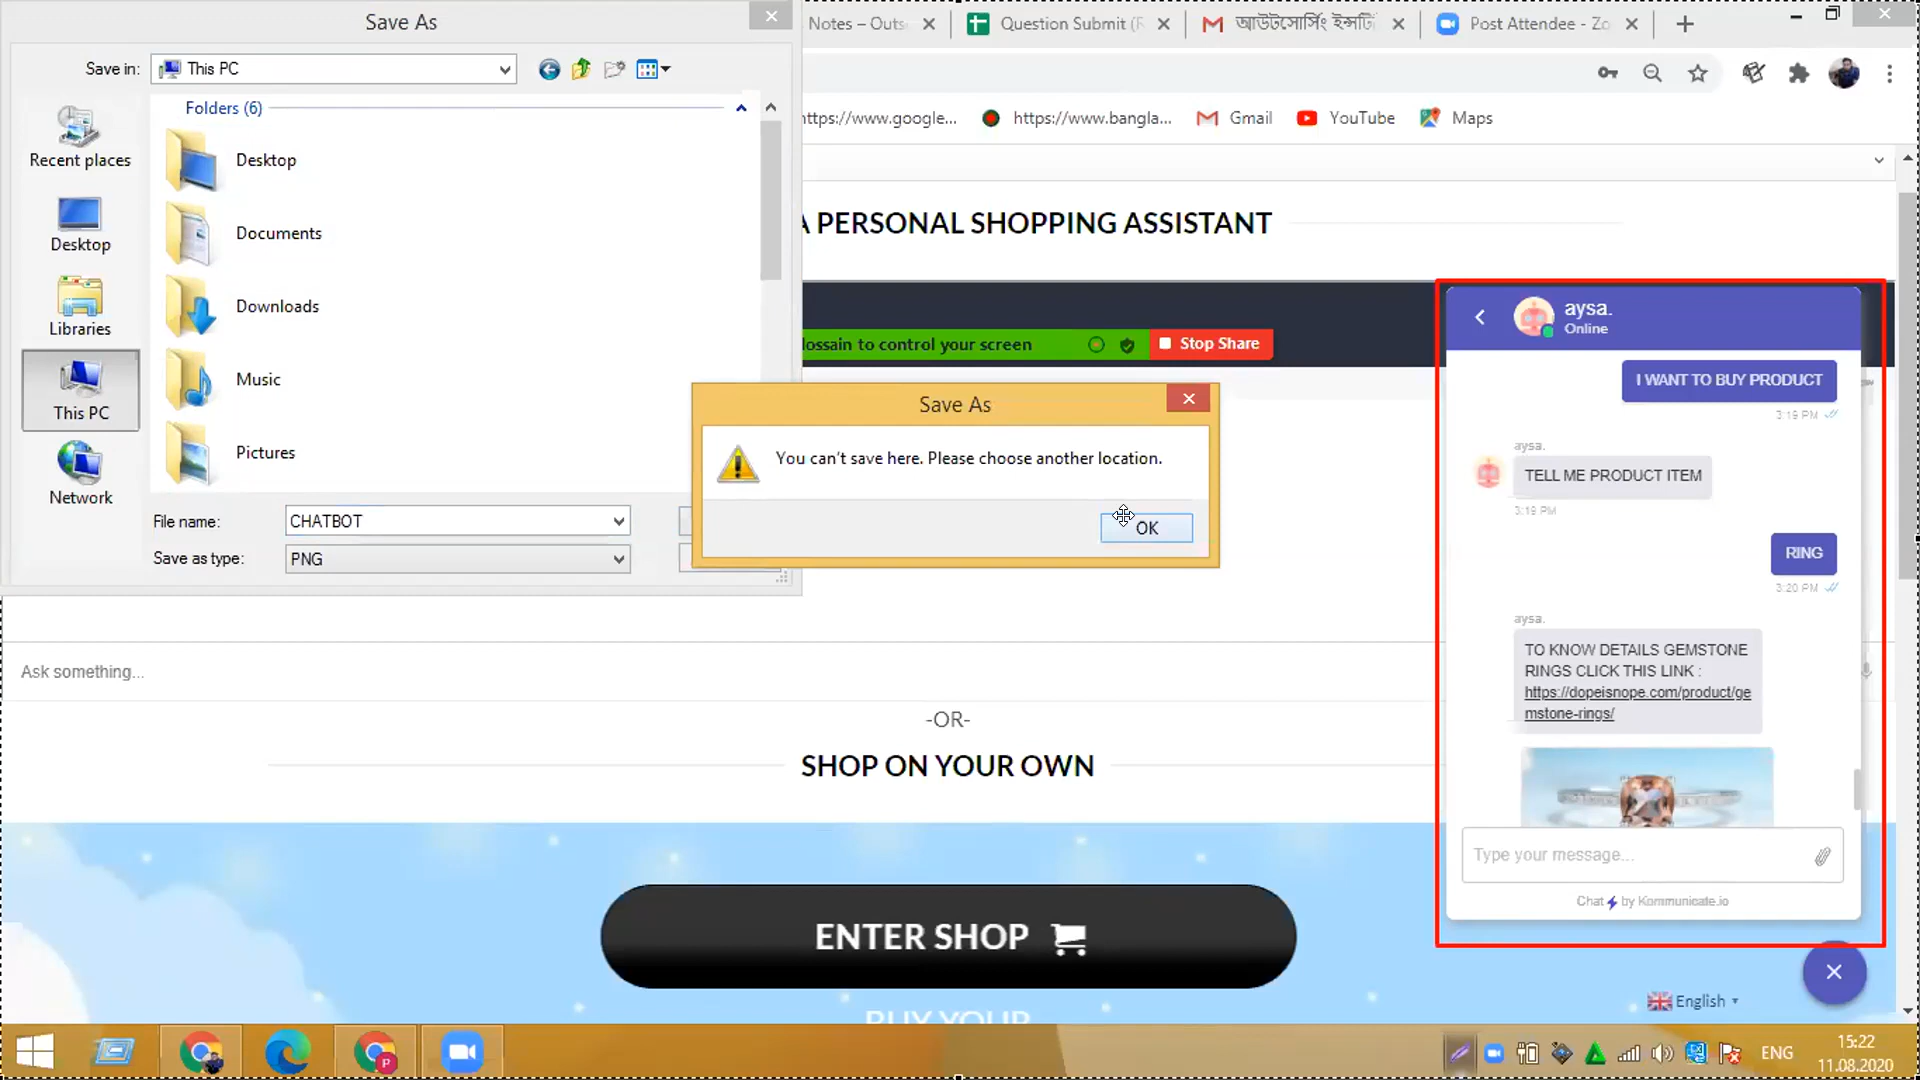 Save As
Notes – Outs
Question Submit (R
আউটসোর্সিং ইন্সটি
Post Attendee - Zo
Save in:
This PC
Folders (6)
https://www.google...
https://www.bangla...
Gmail
YouTube
Maps
Recent places
Desktop
Libraries
This PC
Network
Desktop
Documents
Downloads
Music
Pictures
File name:
CHATBOT
Save as type:
PNG
A PERSONAL SHOPPING ASSISTANT
ossain to control your screen
Stop Share
Save As
You can't save here. Please choose another location.
OK
aysa.
Online
I WANT TO BUY PRODUCT
3:19 PM
aysa.
TELL ME PRODUCT ITEM
3:19 PM
RING
3:20 PM
aysa.
TO KNOW DETAILS GEMSTONE
RINGS CLICK THIS LINK :
https://dopeisnope.com/product/ge
mstone-rings/
Type your message...
Chat by Kommunicate.io
Ask something...
-OR-
SHOP ON YOUR OWN
ENTER SHOP
BUY YOUR
English
ENG
15:22
11.08.2020